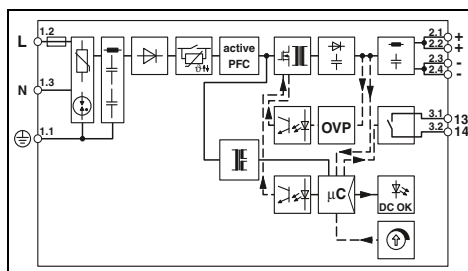 L
1.2
N
1.3
1.1
ϑ
active
PFC
OVP
μC
DC OK
2.1
+
2.2
+
2.3
-
2.4
-
3.1
13
3.2
14